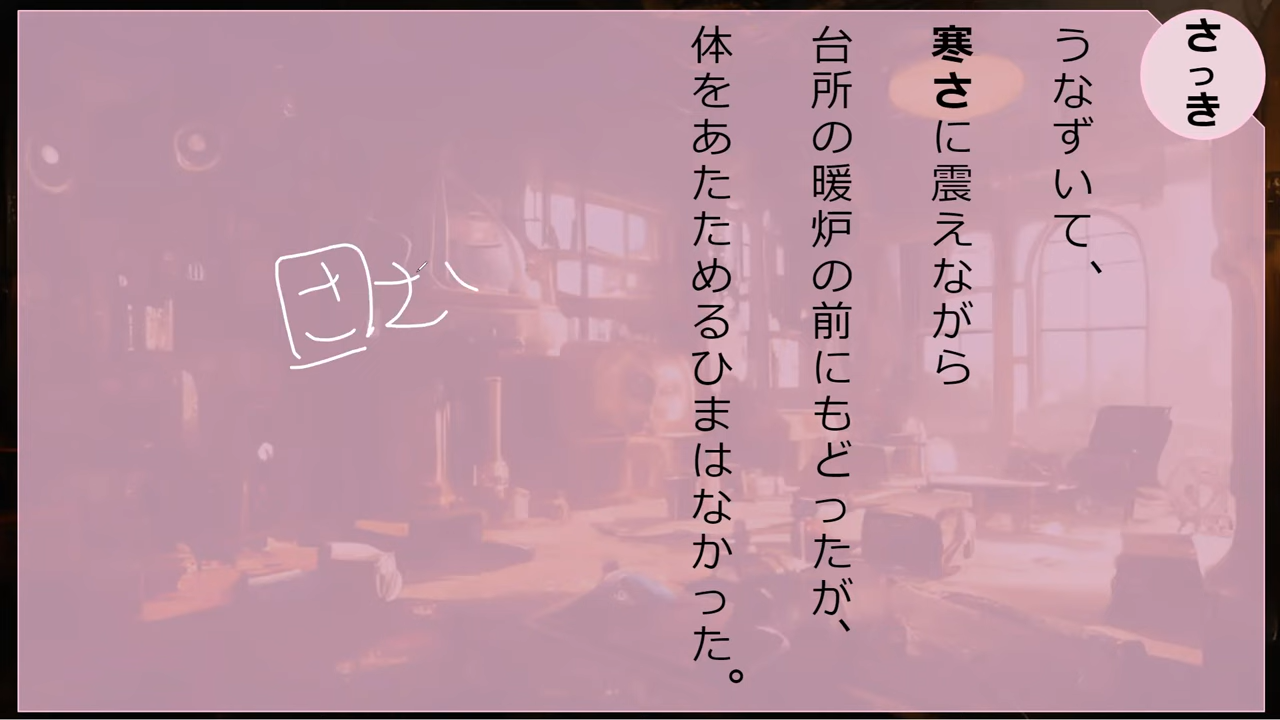 さっき
うなずいて、
寒さに震えながら
台所の暖炉の前にもどったが、
体をあたためるひまはなかった。